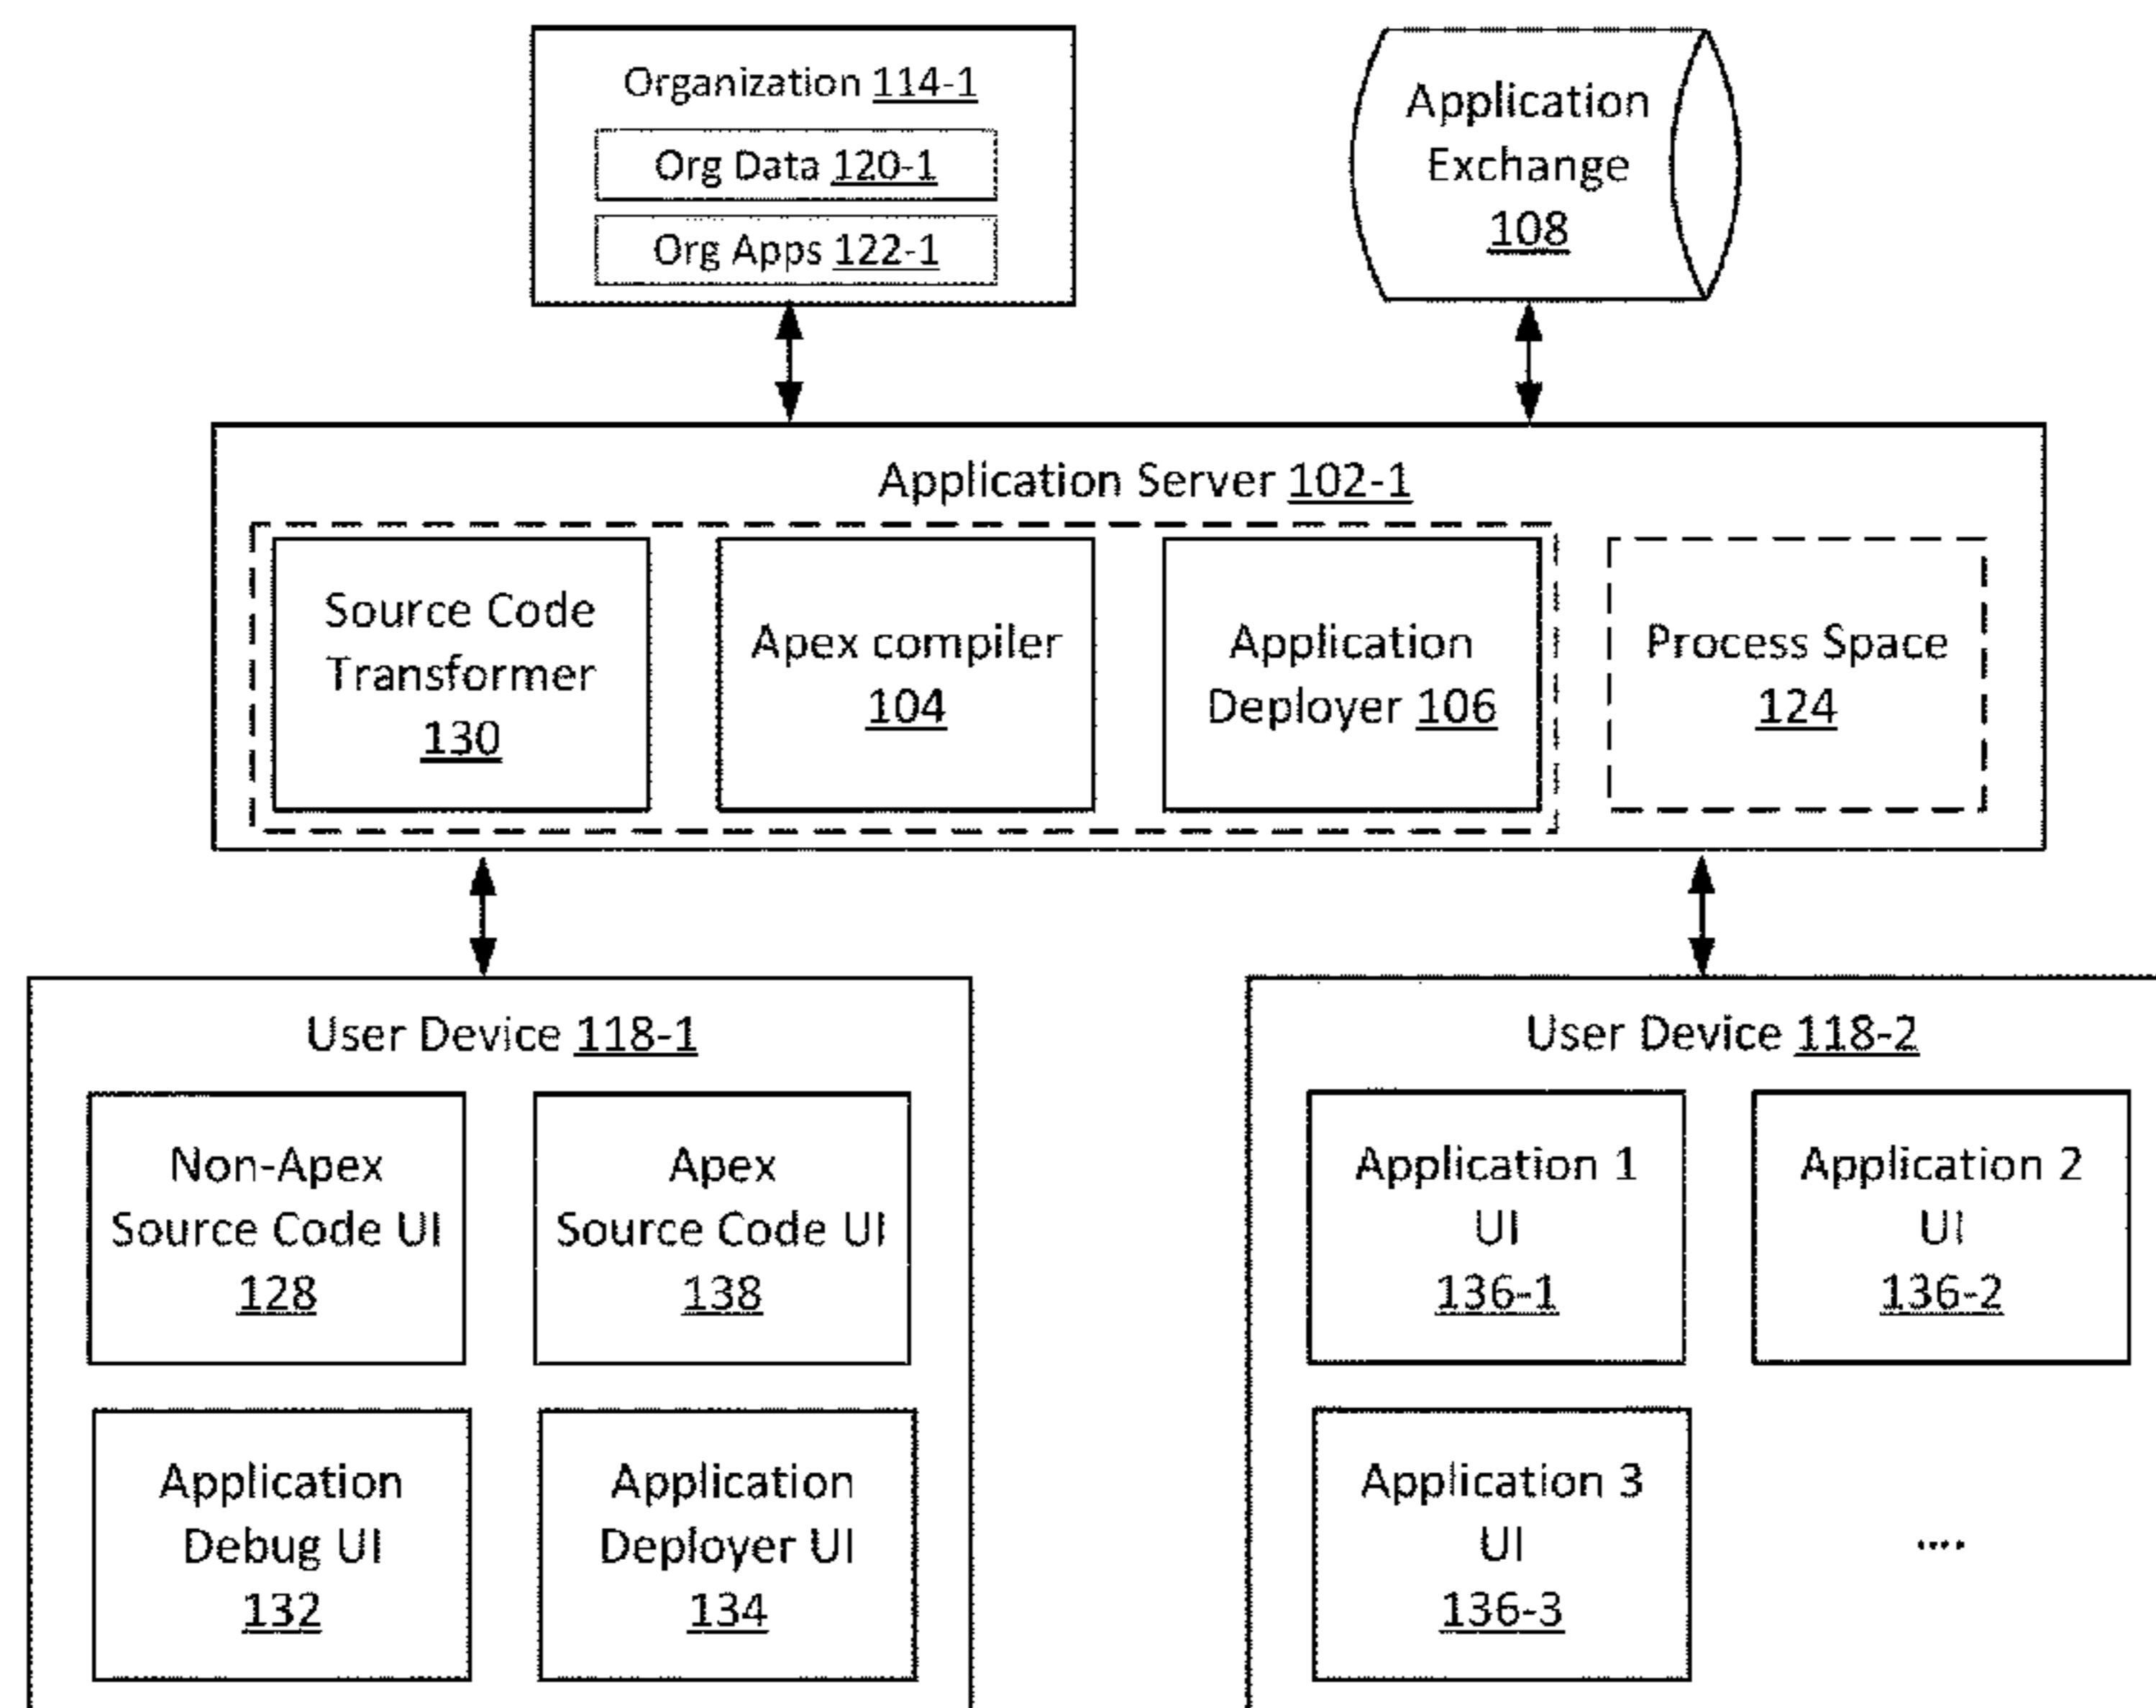 Organization 114-1
Org Data 120-1
Org Apps 122-1
Application
Exchange
108
Application Server 102-1
Source Code
Transformer
130
Apex compiler
104
Application
Deployer 106
Process Space
124
User Device 118-1
Non-Apex
Source Code UI
128
Apex
Source Code UI
138
Application
Debug UI
132
Application
Deployer UI
134
User Device 118-2
Application 1
UI
136-1
Application 2
UI
136-2
Application 3
UI
136-3
....